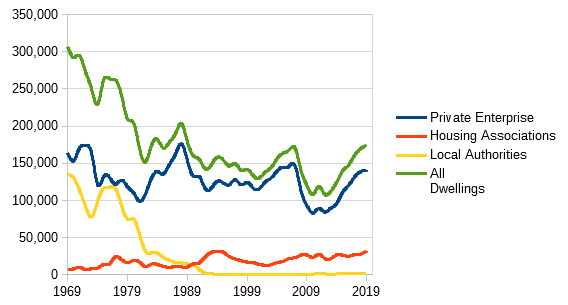 350,000
300,000
250,000
200,000
150,000
100,000
50,000
0
1969 1979 1989 1999 2009 2019
Private Enterprise
Housing Associations
Local Authorities
All
Dwellings